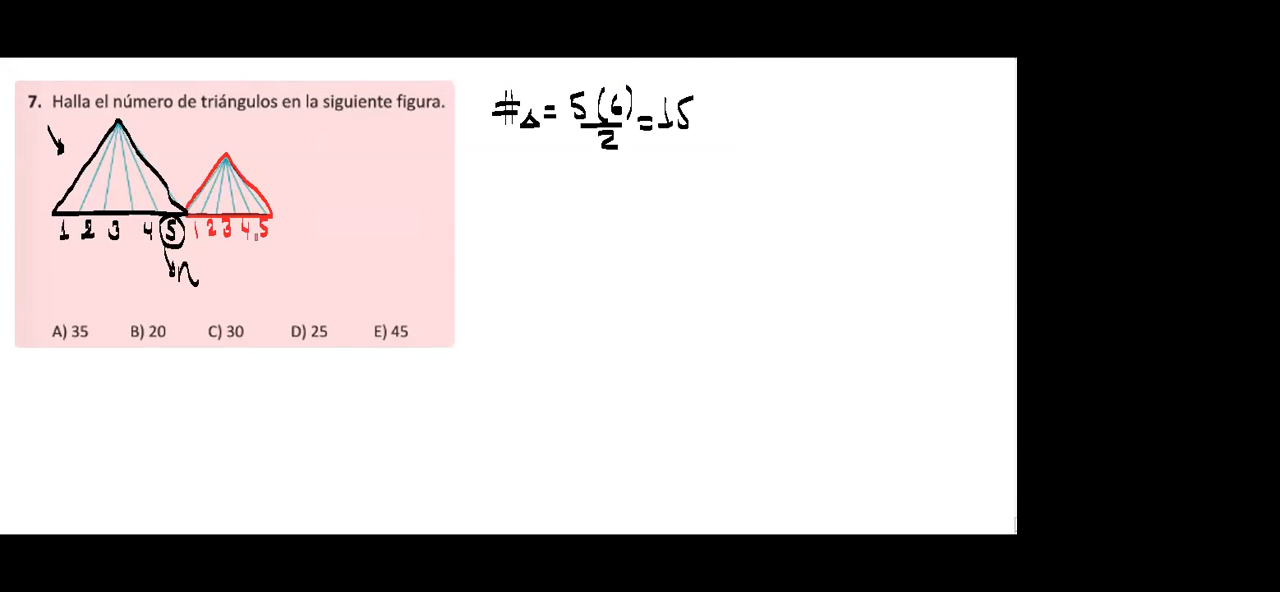 7. Halla el número de triángulos en la siguiente figura.
1 2 3 4 5 1 2 3 4 5
n
A) 35 B) 20 C) 30 D) 25 E) 45
#△ = 5(6)/2 = 15